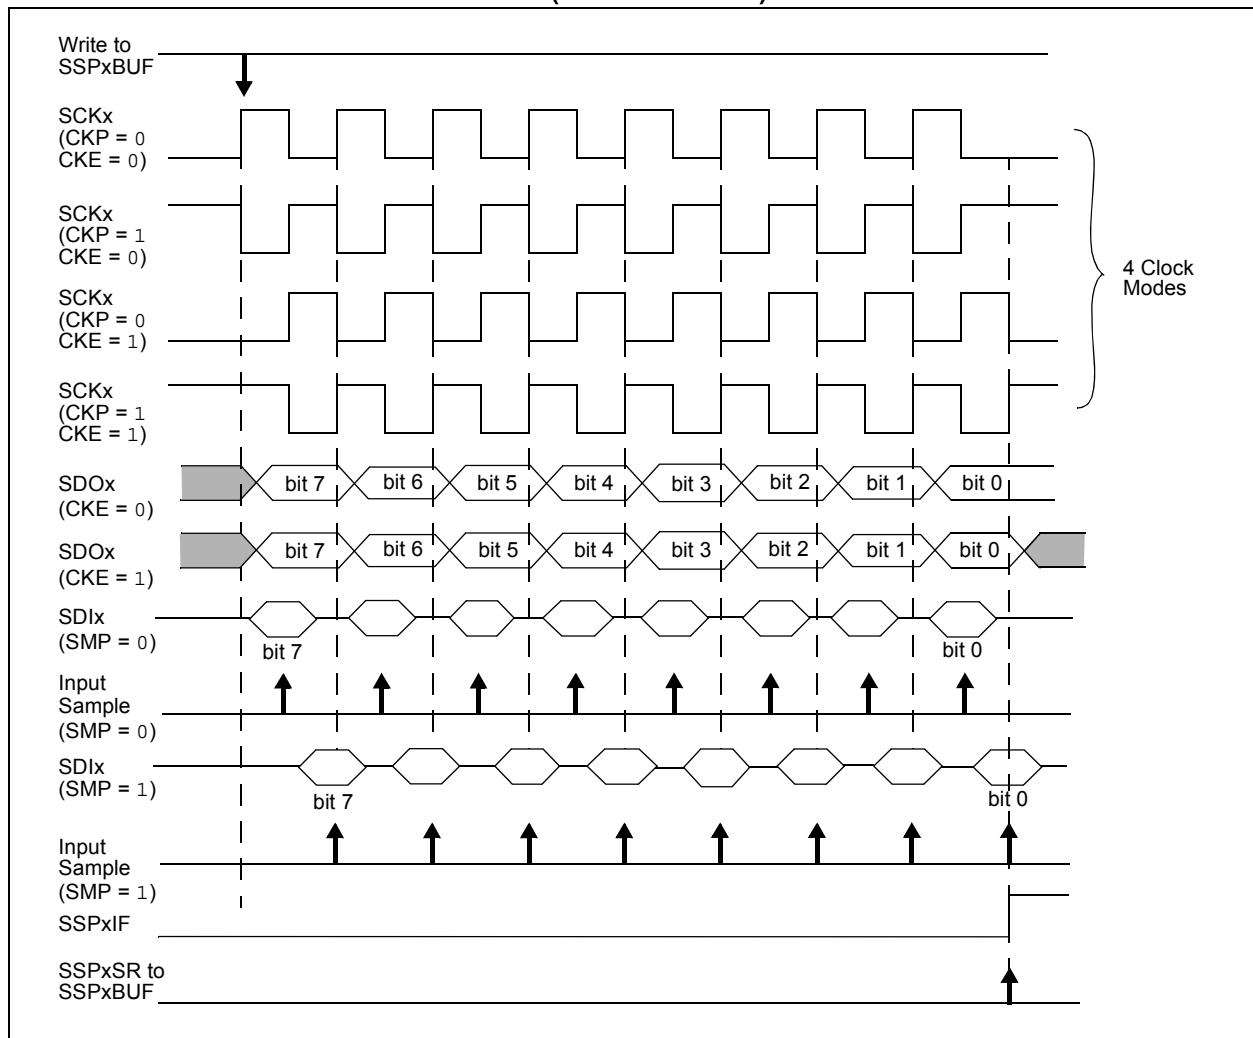 Write to
SSPxBUF
SCKx
(CKP = 0
CKE = 0)
SCKx
(CKP = 1
CKE = 0)
SCKx
(CKP = 0
CKE = 1)
SCKx
(CKP = 1
CKE = 1)
4 Clock
Modes
SDOx
(CKE = 0)
bit 7 bit 6 bit 5 bit 4 bit 3 bit 2 bit 1 bit 0
SDOx
(CKE = 1)
bit 7 bit 6 bit 5 bit 4 bit 3 bit 2 bit 1 bit 0
SDIx
(SMP = 0)
bit 7 bit 0
Input
Sample
(SMP = 0)
SDIx
(SMP = 1)
bit 7 bit 0
Input
Sample
(SMP = 1)
SSPxIF
SSPxSR to
SSPxBUF